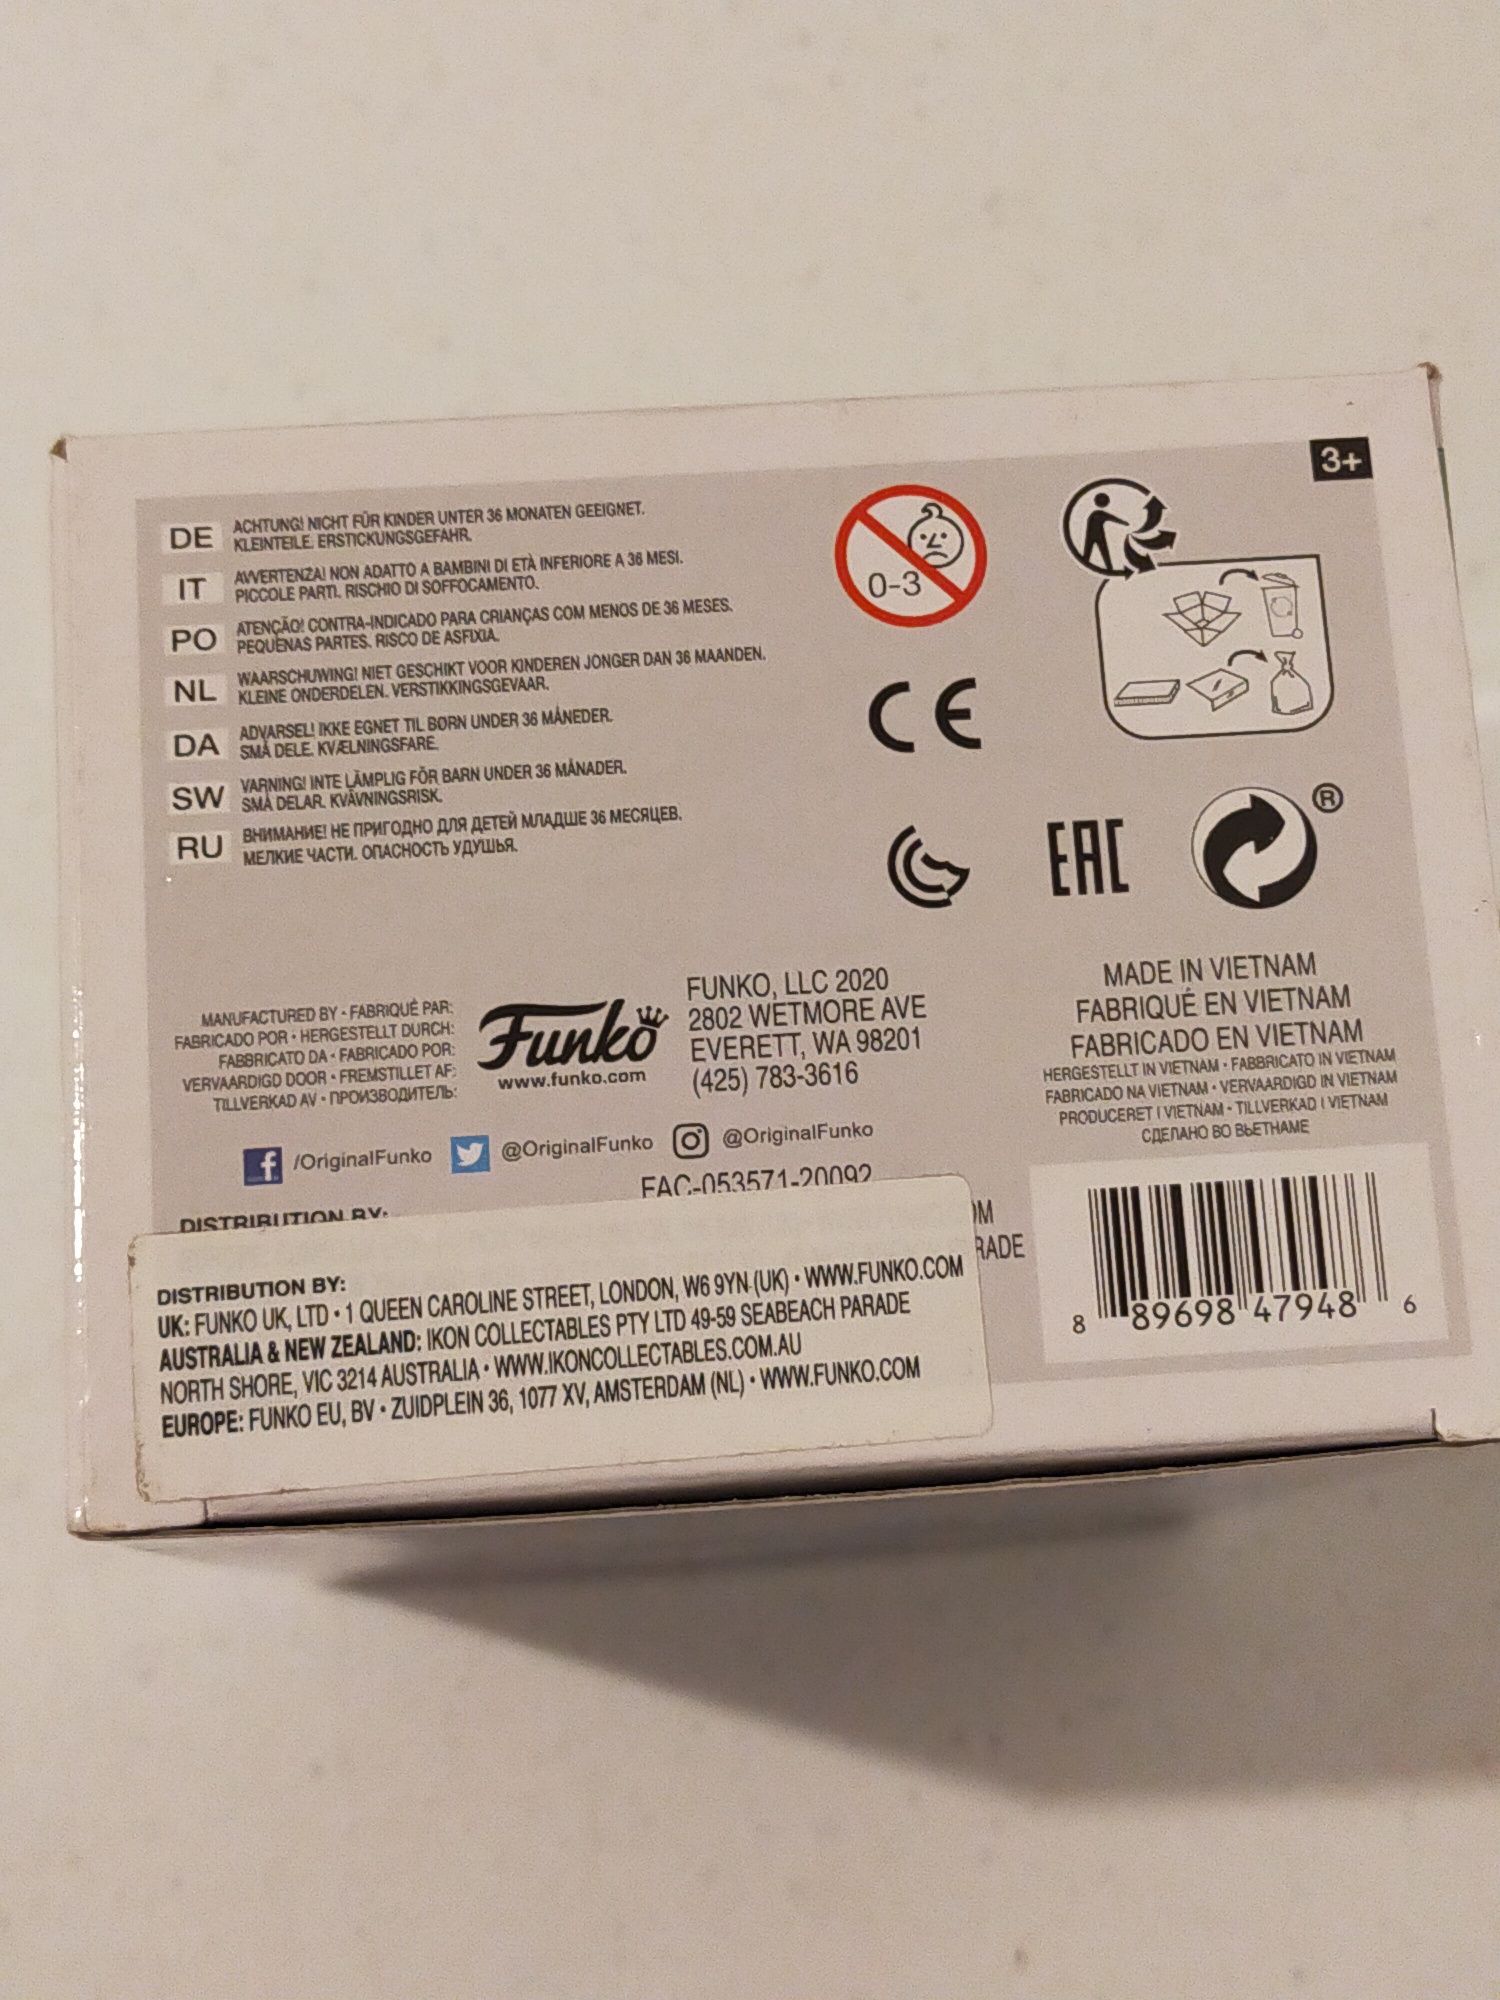 3+
DE
ACHTUNG! NICHT FÜR KINDER UNTER 36 MONATEN GEEIGNET.
KLEINTEILE. ERSTICKUNGSGEFAHR.
IT
AVVERTENZA! NON ADATTO A BAMBINI DI ETÀ INFERIORE A 36 MESI.
PICCOLE PARTI. RISCHIO DI SOFFOCAMENTO.
PO
ATENÇÃO! CONTRA-INDICADO PARA CRIANÇAS COM MENOS DE 36 MESES.
PEQUENAS PARTES. RISCO DE ASFIXIA.
NL
WAARSCHUWING! NIET GESCHIKT VOOR KINDEREN JONGER DAN 36 MAANDEN.
KLEINE ONDERDELEN. VERSTIKKINGSGEVAAR.
DA
ADVARSEL! IKKE EGNET TIL BØRN UNDER 36 MÅNEDER.
SMÅ DELE. KVÆLNINGSFARE.
SW
VARNING! INTE LÄMPLIG FÖR BARN UNDER 36 MÅNADER.
SMÅ DELAR. KVÄVNINGSRISK.
RU
ВНИМАНИЕ! НЕ ПРИГОДНО ДЛЯ ДЕТЕЙ МЛАДШЕ 36 МЕСЯЦЕВ.
МЕЛКИЕ ЧАСТИ. ОПАСНОСТЬ УДУШЬЯ.
0-3
CE
EAC
®
MANUFACTURED BY • FABRIQUÉ PAR:
FABRICADO POR • HERGESTELLT DURCH:
FABBRICATO DA • FABRICADO POR:
VERVAARDIGD DOOR • FREMSTILLET AF:
TILLVERKAD AV • ПРОИЗВОДИТЕЛЬ:
Funko
www.funko.com
FUNKO, LLC 2020
2802 WETMORE AVE
EVERETT, WA 98201
(425) 783-3616
MADE IN VIETNAM
FABRIQUÉ EN VIETNAM
FABRICADO EN VIETNAM
HERGESTELLT IN VIETNAM • FABBRICATO IN VIETNAM
FABRICADO NA VIETNAM • VERVAARDIGD IN VIETNAM
PRODUCERET I VIETNAM • TILLVERKAD I VIETNAM
СДЕЛАНО ВО ВЬЕТНАМЕ
/OriginalFunko @OriginalFunko @OriginalFunko
FAC-053571-20092
DISTRIBUTION BY:
OM
RADE
DISTRIBUTION BY:
UK: FUNKO UK, LTD • 1 QUEEN CAROLINE STREET, LONDON, W6 9YN (UK) • WWW.FUNKO.COM
AUSTRALIA & NEW ZEALAND: IKON COLLECTABLES PTY LTD 49-59 SEABEACH PARADE
NORTH SHORE, VIC 3214 AUSTRALIA • WWW.IKONCOLLECTABLES.COM.AU
EUROPE: FUNKO EU, BV • ZUIDPLEIN 36, 1077 XV, AMSTERDAM (NL) • WWW.FUNKO.COM
8 89698 47948 6